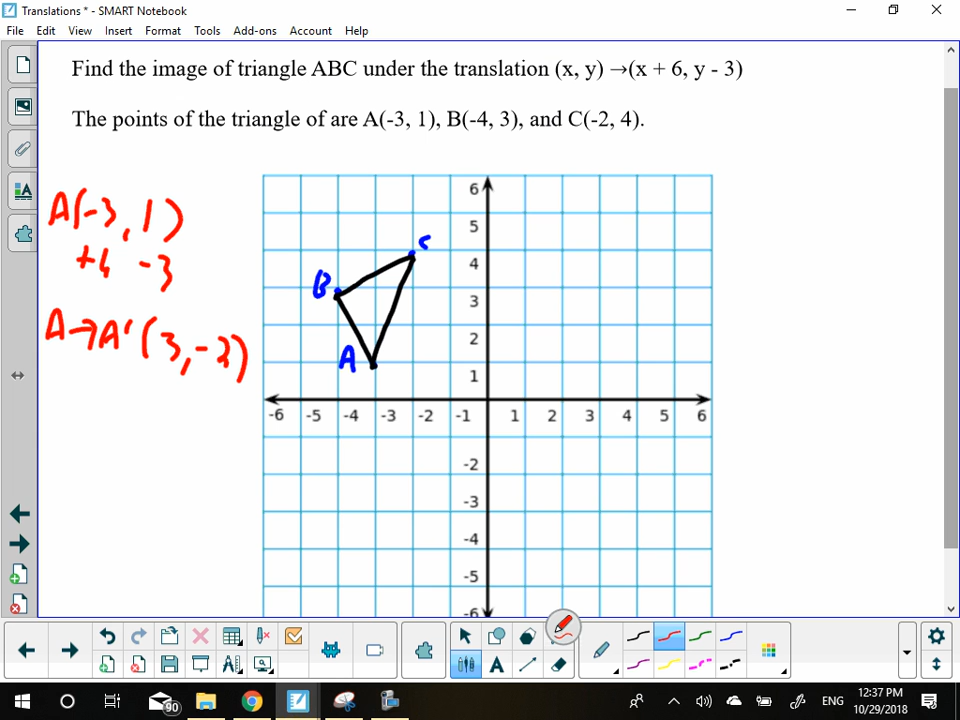 Translations * - SMART Notebook
File Edit View Insert Format Tools Add-ons Account Help
Find the image of triangle ABC under the translation (x, y) →(x + 6, y - 3)
The points of the triangle of are A(-3, 1), B(-4, 3), and C(-2, 4).
A(-3, 1)
-3
A→A'(3, -2)
C
B
A
6
5
4
3
2
1
-6 -5 -4 -3 -2 -1 1 2 3 4 5 6
-2
-3
-4
-5
-6
90
ENG
12:37 PM
10/29/2018